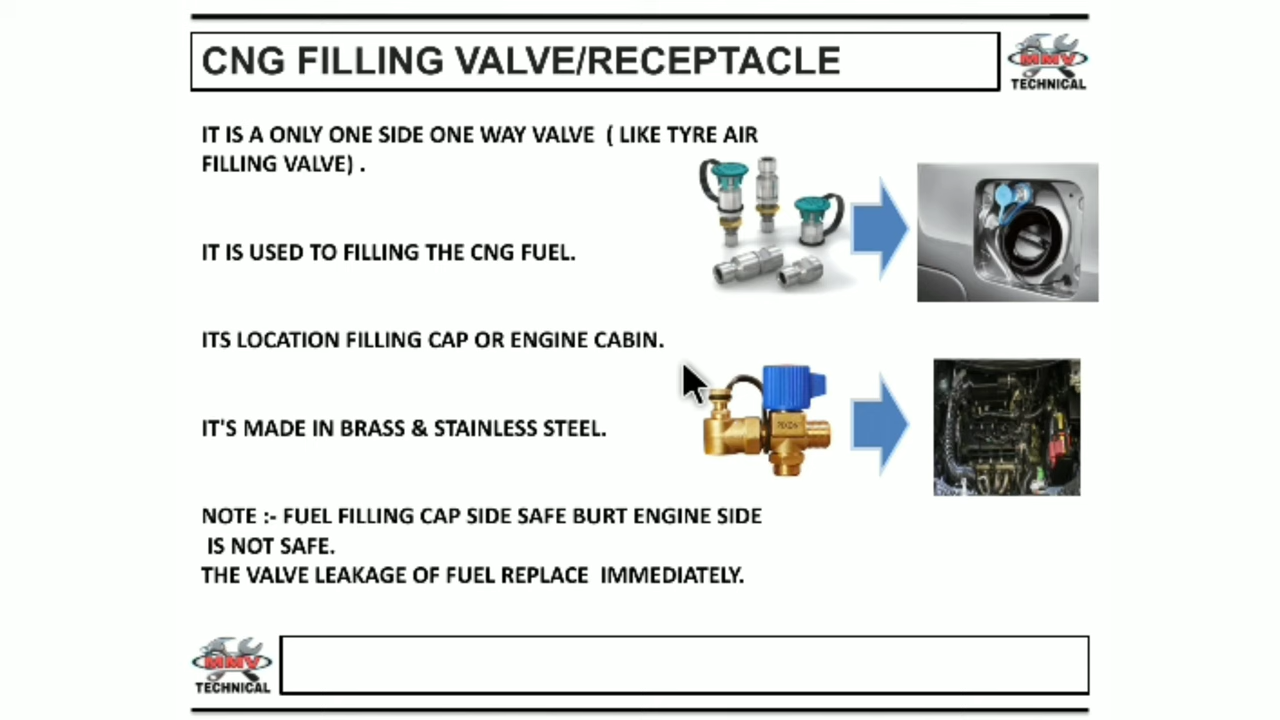 CNG FILLING VALVE/RECEPTACLE
MMV
TECHNICAL
IT IS A ONLY ONE SIDE ONE WAY VALVE ( LIKE TYRE AIR
FILLING VALVE) .
IT IS USED TO FILLING THE CNG FUEL.
ITS LOCATION FILLING CAP OR ENGINE CABIN.
IT'S MADE IN BRASS & STAINLESS STEEL.
NOTE :- FUEL FILLING CAP SIDE SAFE BURT ENGINE SIDE
IS NOT SAFE.
THE VALVE LEAKAGE OF FUEL REPLACE IMMEDIATELY.
MMV
TECHNICAL